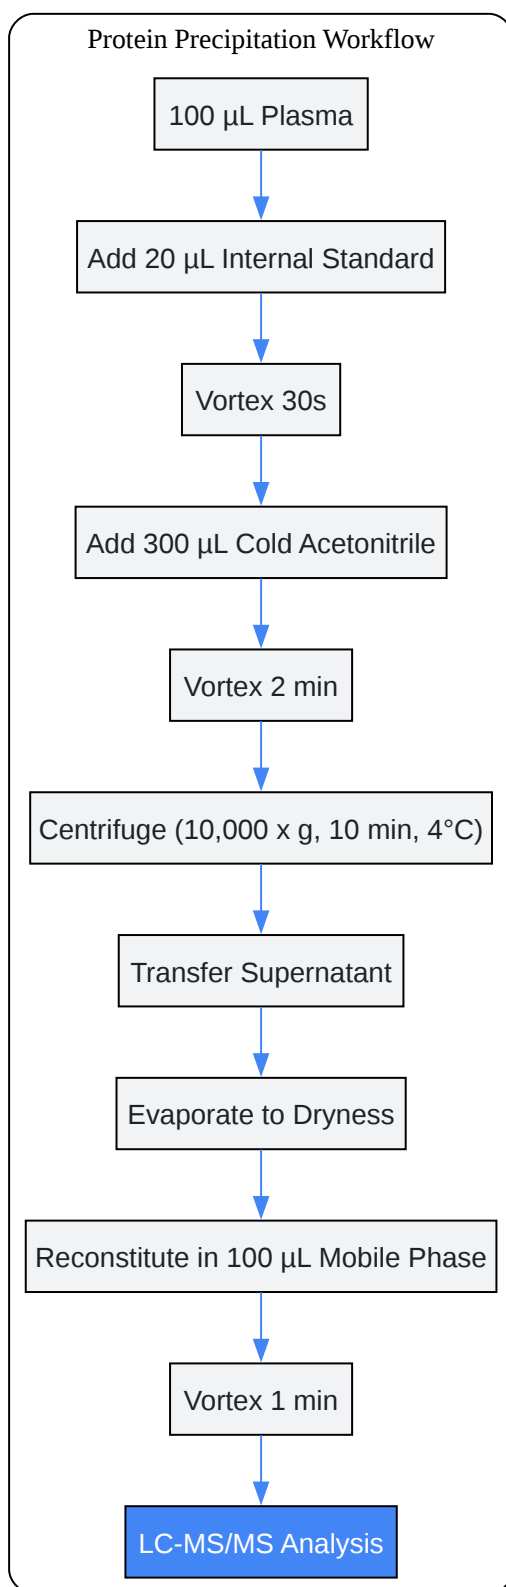 Protein Precipitation Workflow
100 µL Plasma
Add 20 µL Internal Standard
Vortex 30s
Add 300 µL Cold Acetonitrile
Vortex 2 min
Centrifuge (10,000 x g, 10 min, 4°C)
Transfer Supernatant
Evaporate to Dryness
Reconstitute in 100 µL Mobile Phase
Vortex 1 min
LC-MS/MS Analysis